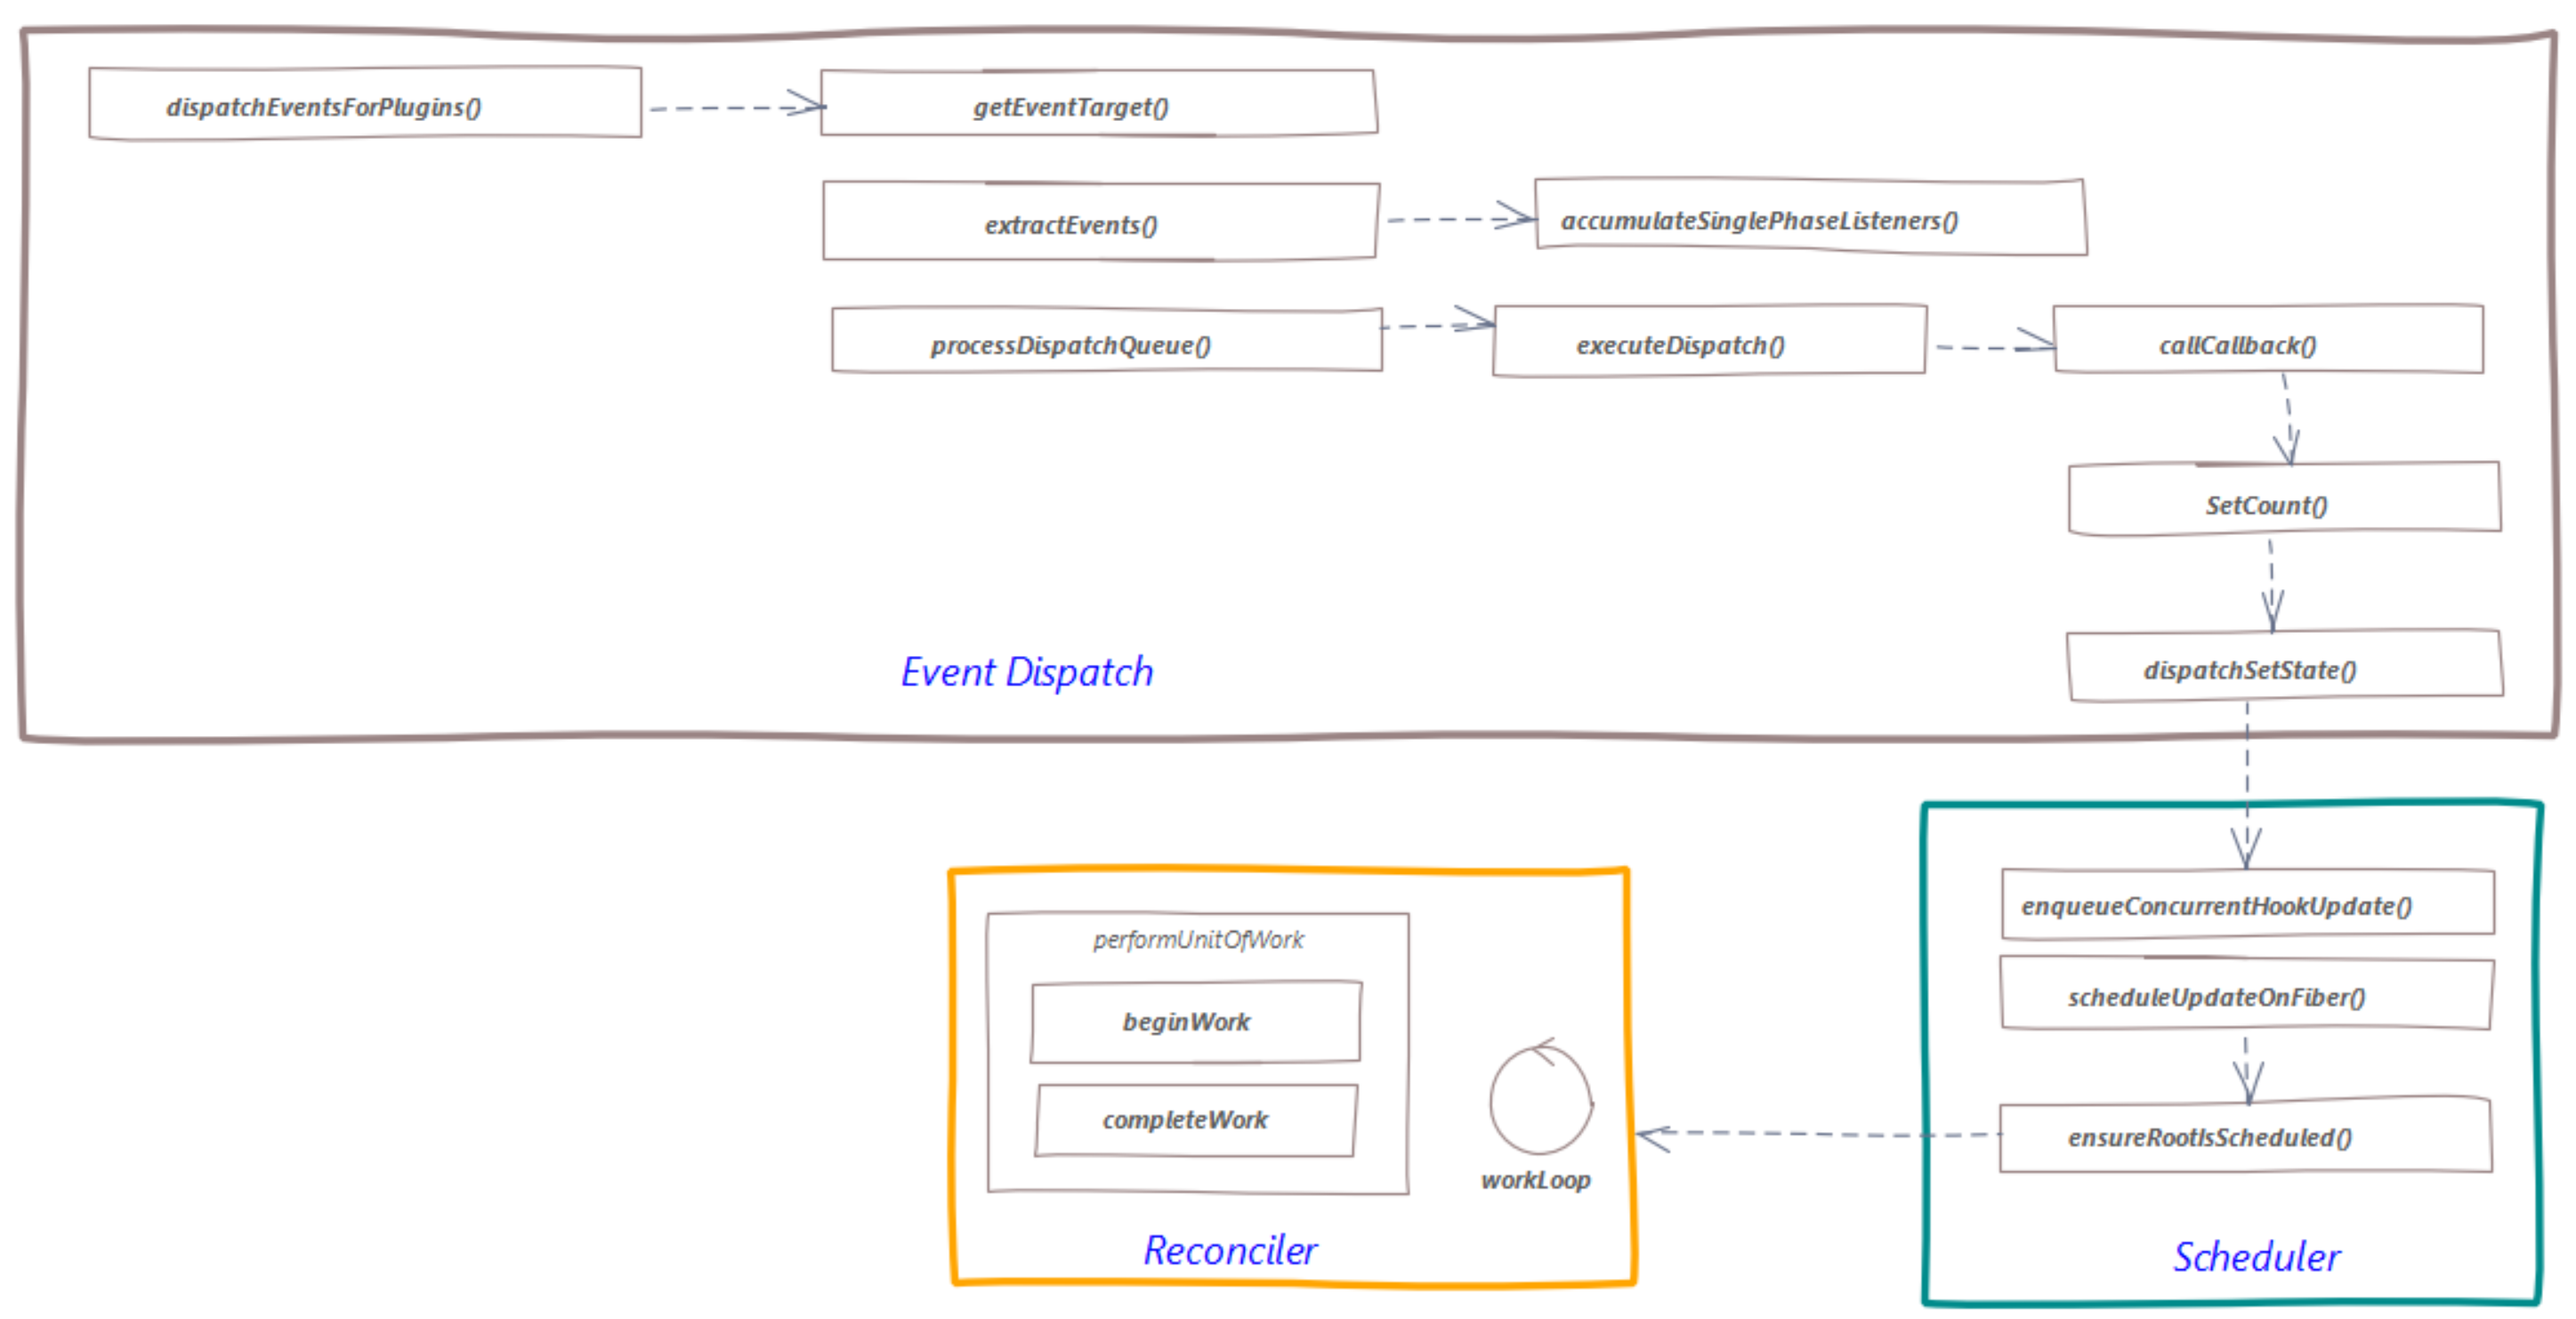 dispatchEventsForPlugins()
getEventTarget()
extractEvents()
accumulateSinglePhaseListeners()
processDispatchQueue()
executeDispatch()
callCallback()
SetCount()
dispatchSetState()
Event Dispatch
enqueueConcurrentHookUpdate()
scheduleUpdateOnFiber()
ensureRootIsScheduled()
Scheduler
performUnitOfWork
beginWork
completeWork
workLoop
Reconciler